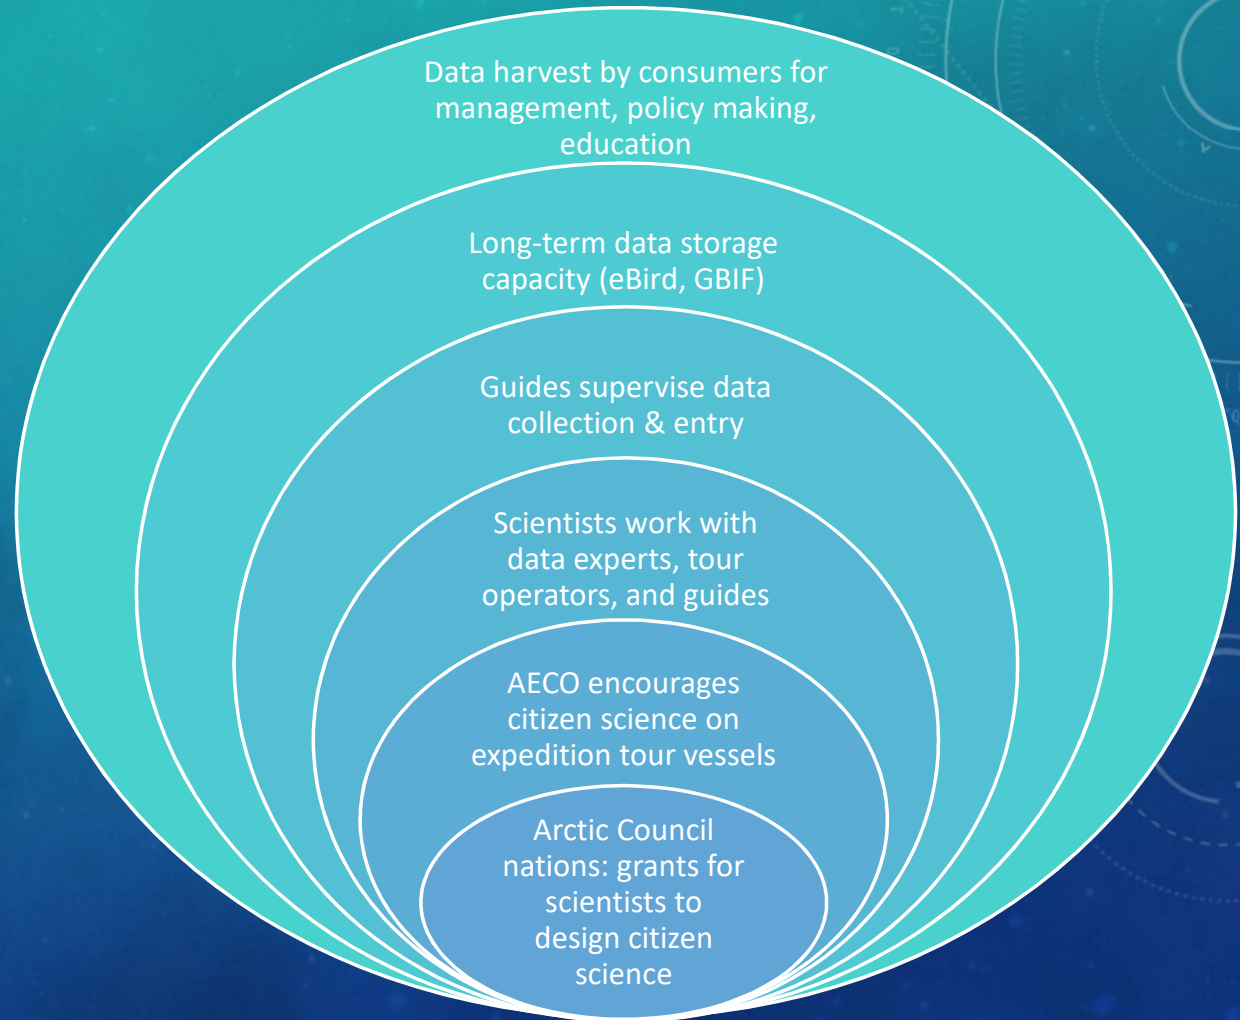 Data harvest by consumers for
management, policy making,
education
Long-term data storage
capacity (eBird, GBIF)
Guides supervise data
collection & entry
Scientists work with
data experts, tour
operators, and guides
AECO encourages
citizen science on
expedition tour vessels
Arctic Council
nations: grants for
scientists to
design citizen
science